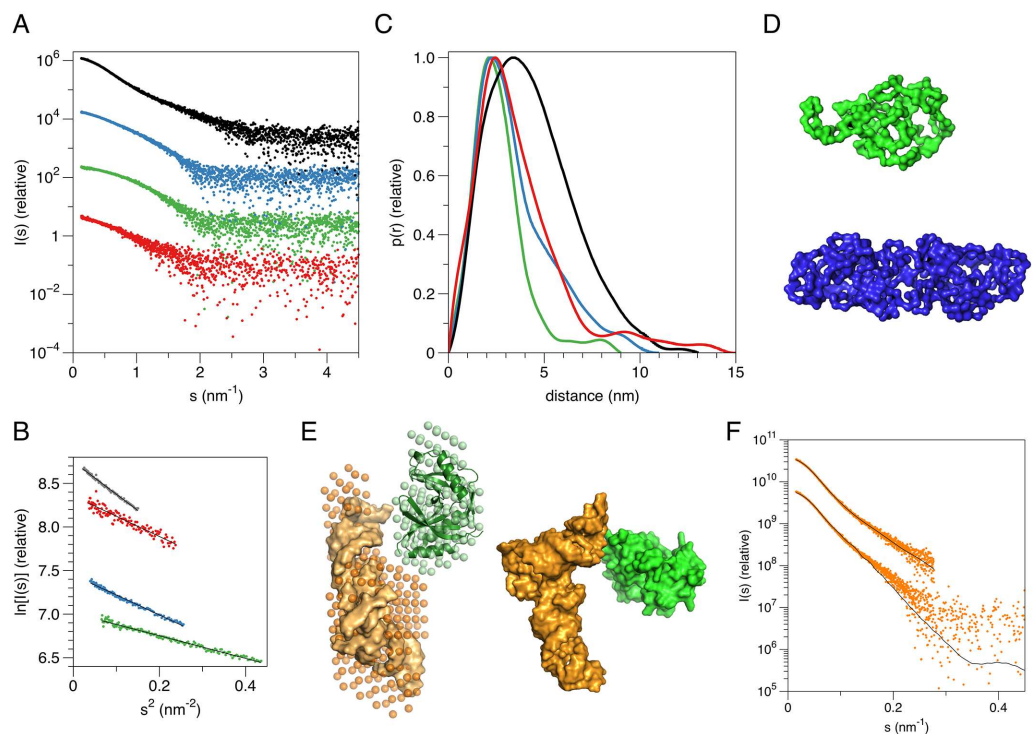 A
C
D
10^6
10^4
10^2
1
10^−2
10^−4
I(s) (relative)
0
1
2
3
4
s (nm^-1)
1.0
0.8
0.6
0.4
0.2
0
p(r) (relative)
0
5
10
15
distance (nm)
B
E
F
8.5
8.0
7.5
7.0
6.5
ln[I(s)] (relative)
0
0.2
0.4
s^2 (nm^-2)
10^11
10^10
10^9
10^8
10^7
10^6
10^5
I(s) (relative)
0
0.2
0.4
s (nm^-1)